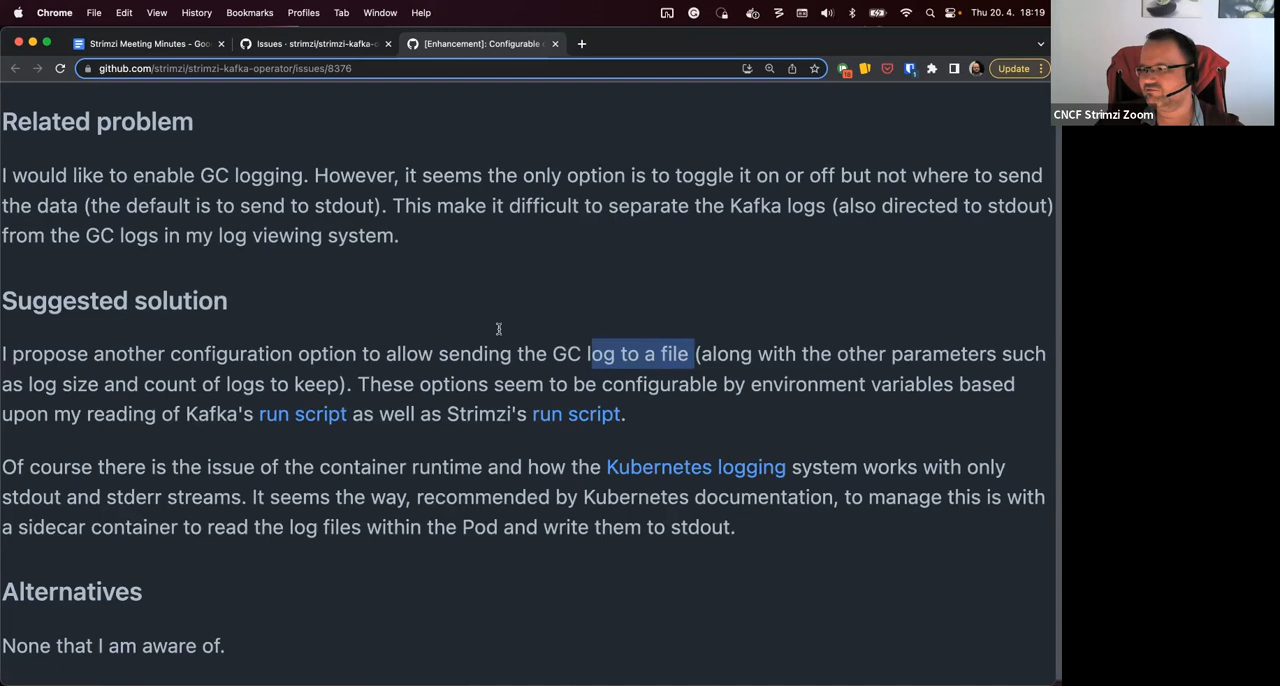 Chrome File Edit View History Bookmarks Profiles Tab Window Help Thu 20. 4. 18:19
Strimzi Meeting Minutes - Goo Issues · strimzi/strimzi-kafka-o [Enhancement]: Configurable
github.com/strimzi/strimzi-kafka-operator/issues/8376 18 1 Update
CNCF Strimzi Zoom
Related problem
I would like to enable GC logging. However, it seems the only option is to toggle it on or off but not where to send
the data (the default is to send to stdout). This make it difficult to separate the Kafka logs (also directed to stdout)
from the GC logs in my log viewing system.
Suggested solution
I propose another configuration option to allow sending the GC log to a file (along with the other parameters such
as log size and count of logs to keep). These options seem to be configurable by environment variables based
upon my reading of Kafka's run script as well as Strimzi's run script.
Of course there is the issue of the container runtime and how the Kubernetes logging system works with only
stdout and stderr streams. It seems the way, recommended by Kubernetes documentation, to manage this is with
a sidecar container to read the log files within the Pod and write them to stdout.
Alternatives
None that I am aware of.